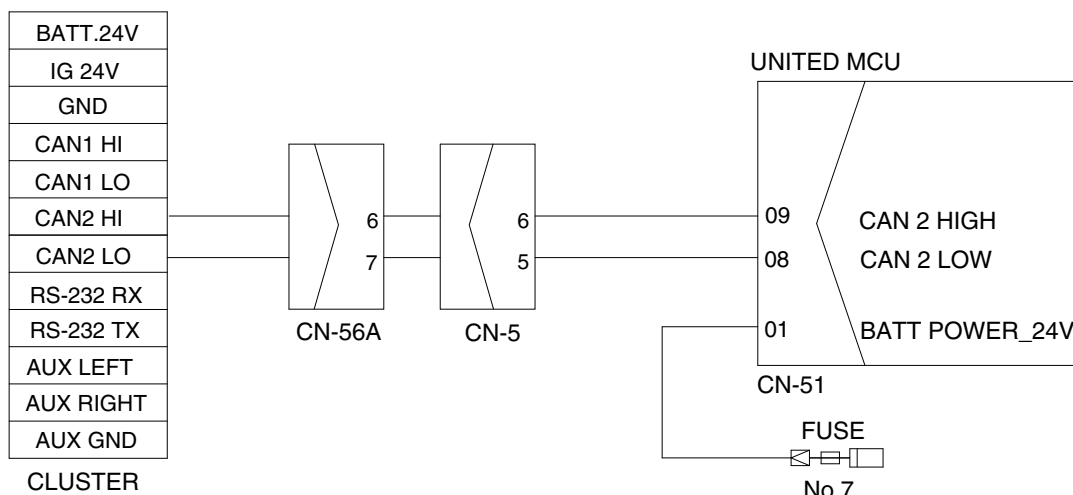 BATT.24V
IG 24V
GND
CAN1 HI
CAN1 LO
CAN2 HI
CAN2 LO
RS-232 RX
RS-232 TX
AUX LEFT
AUX RIGHT
AUX GND
CLUSTER
6
7
CN-56A
6
5
CN-5
UNITED MCU
09 CAN 2 HIGH
08 CAN 2 LOW
01 BATT POWER_24V
CN-51
FUSE
No.7